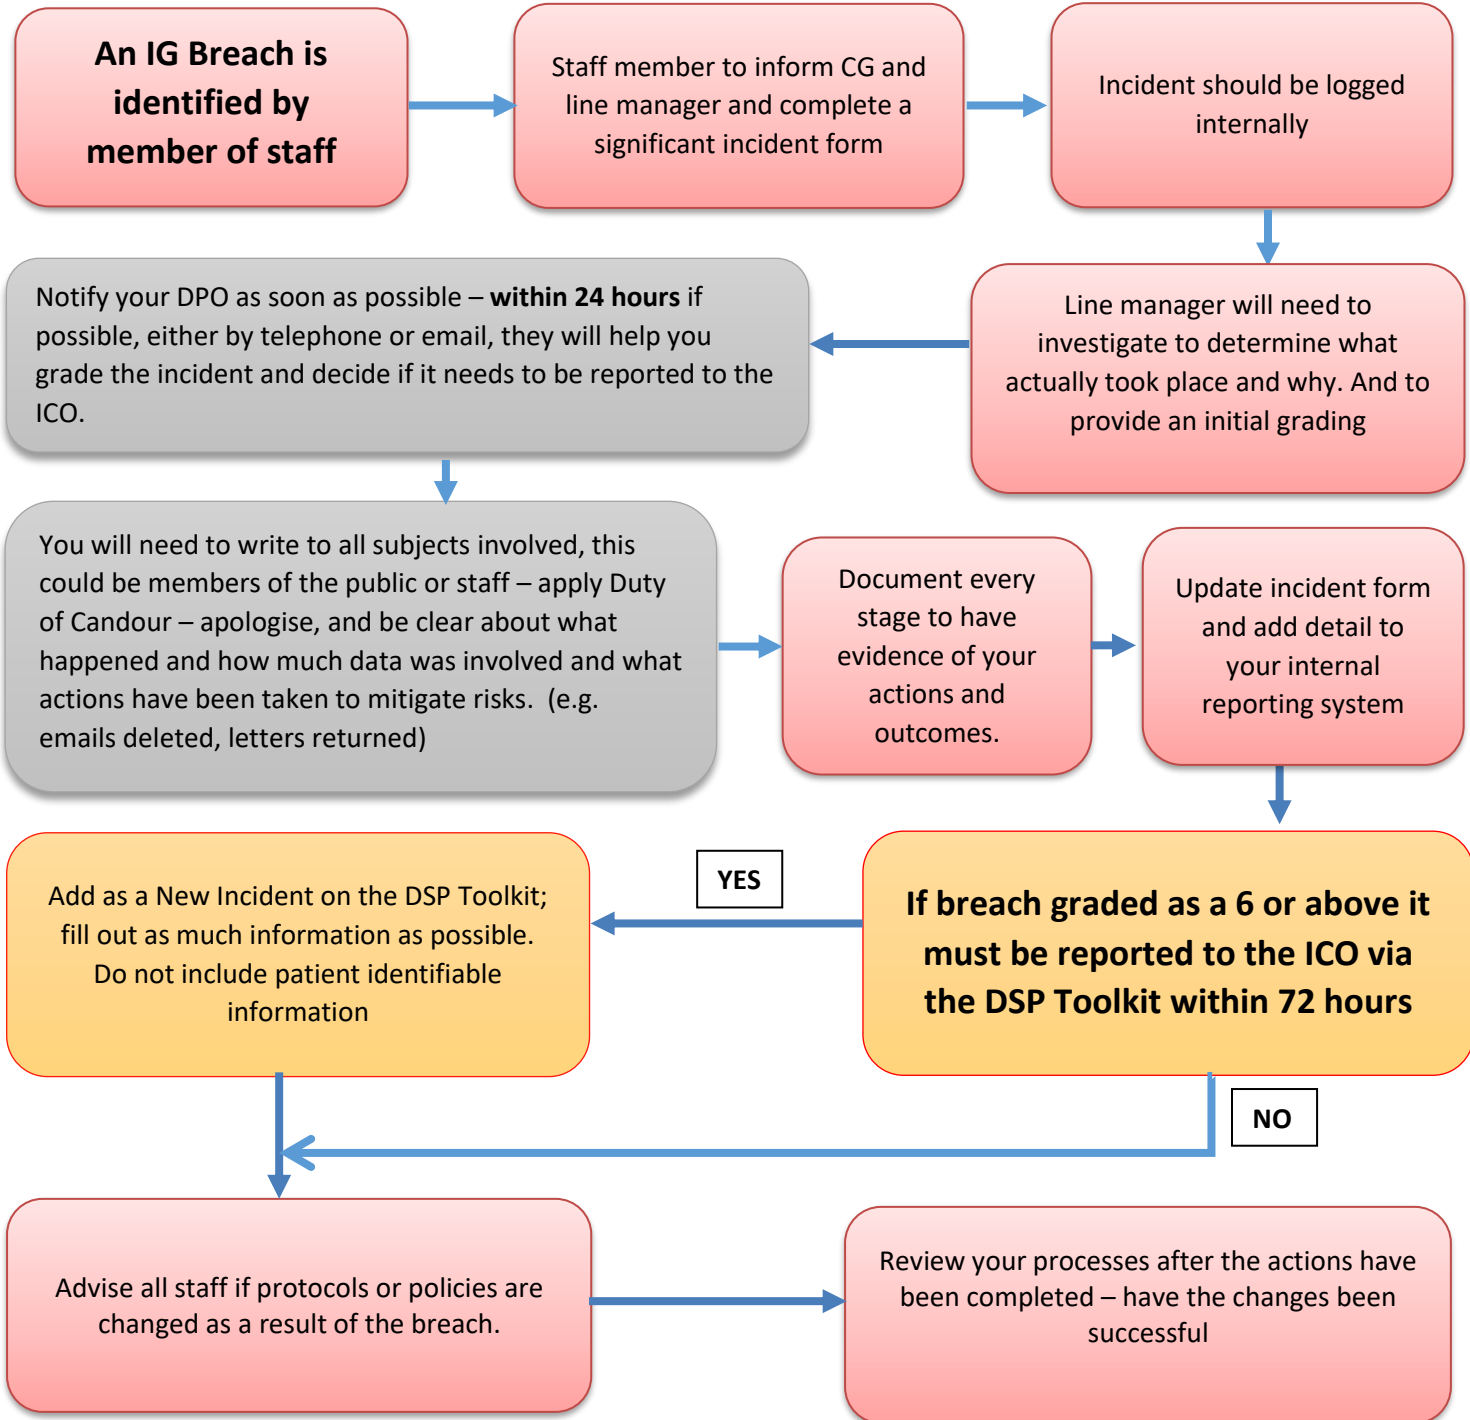 An IG Breach is
identified by
member of staff
Staff member to inform CG and
line manager and complete a
significant incident form
Incident should be logged
internally
Line manager will need to
investigate to determine what
actually took place and why. And to
provide an initial grading
Notify your DPO as soon as possible – within 24 hours if
possible, either by telephone or email, they will help you
grade the incident and decide if it needs to be reported to the
ICO.
You will need to write to all subjects involved, this
could be members of the public or staff – apply Duty
of Candour – apologise, and be clear about what
happened and how much data was involved and what
actions have been taken to mitigate risks.  (e.g.
emails deleted, letters returned)
Document every
stage to have
evidence of your
actions and
outcomes.
Update incident form
and add detail to
your internal
reporting system
If breach graded as a 6 or above it
must be reported to the ICO via
the DSP Toolkit within 72 hours
YES
Add as a New Incident on the DSP Toolkit;
fill out as much information as possible.
Do not include patient identifiable
information
NO
Advise all staff if protocols or policies are
changed as a result of the breach.
Review your processes after the actions have
been completed – have the changes been
successful